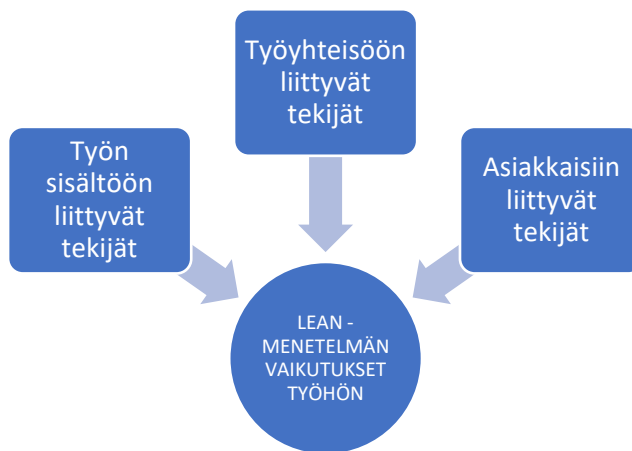 Työn
sisältöön
liittyvät
tekijät
Työyhteisöön
liittyvät
tekijät
Asiakkaisiin
liittyvät
tekijät
LEAN -
MENETELMÄN
VAIKUTUKSET
TYÖHÖN